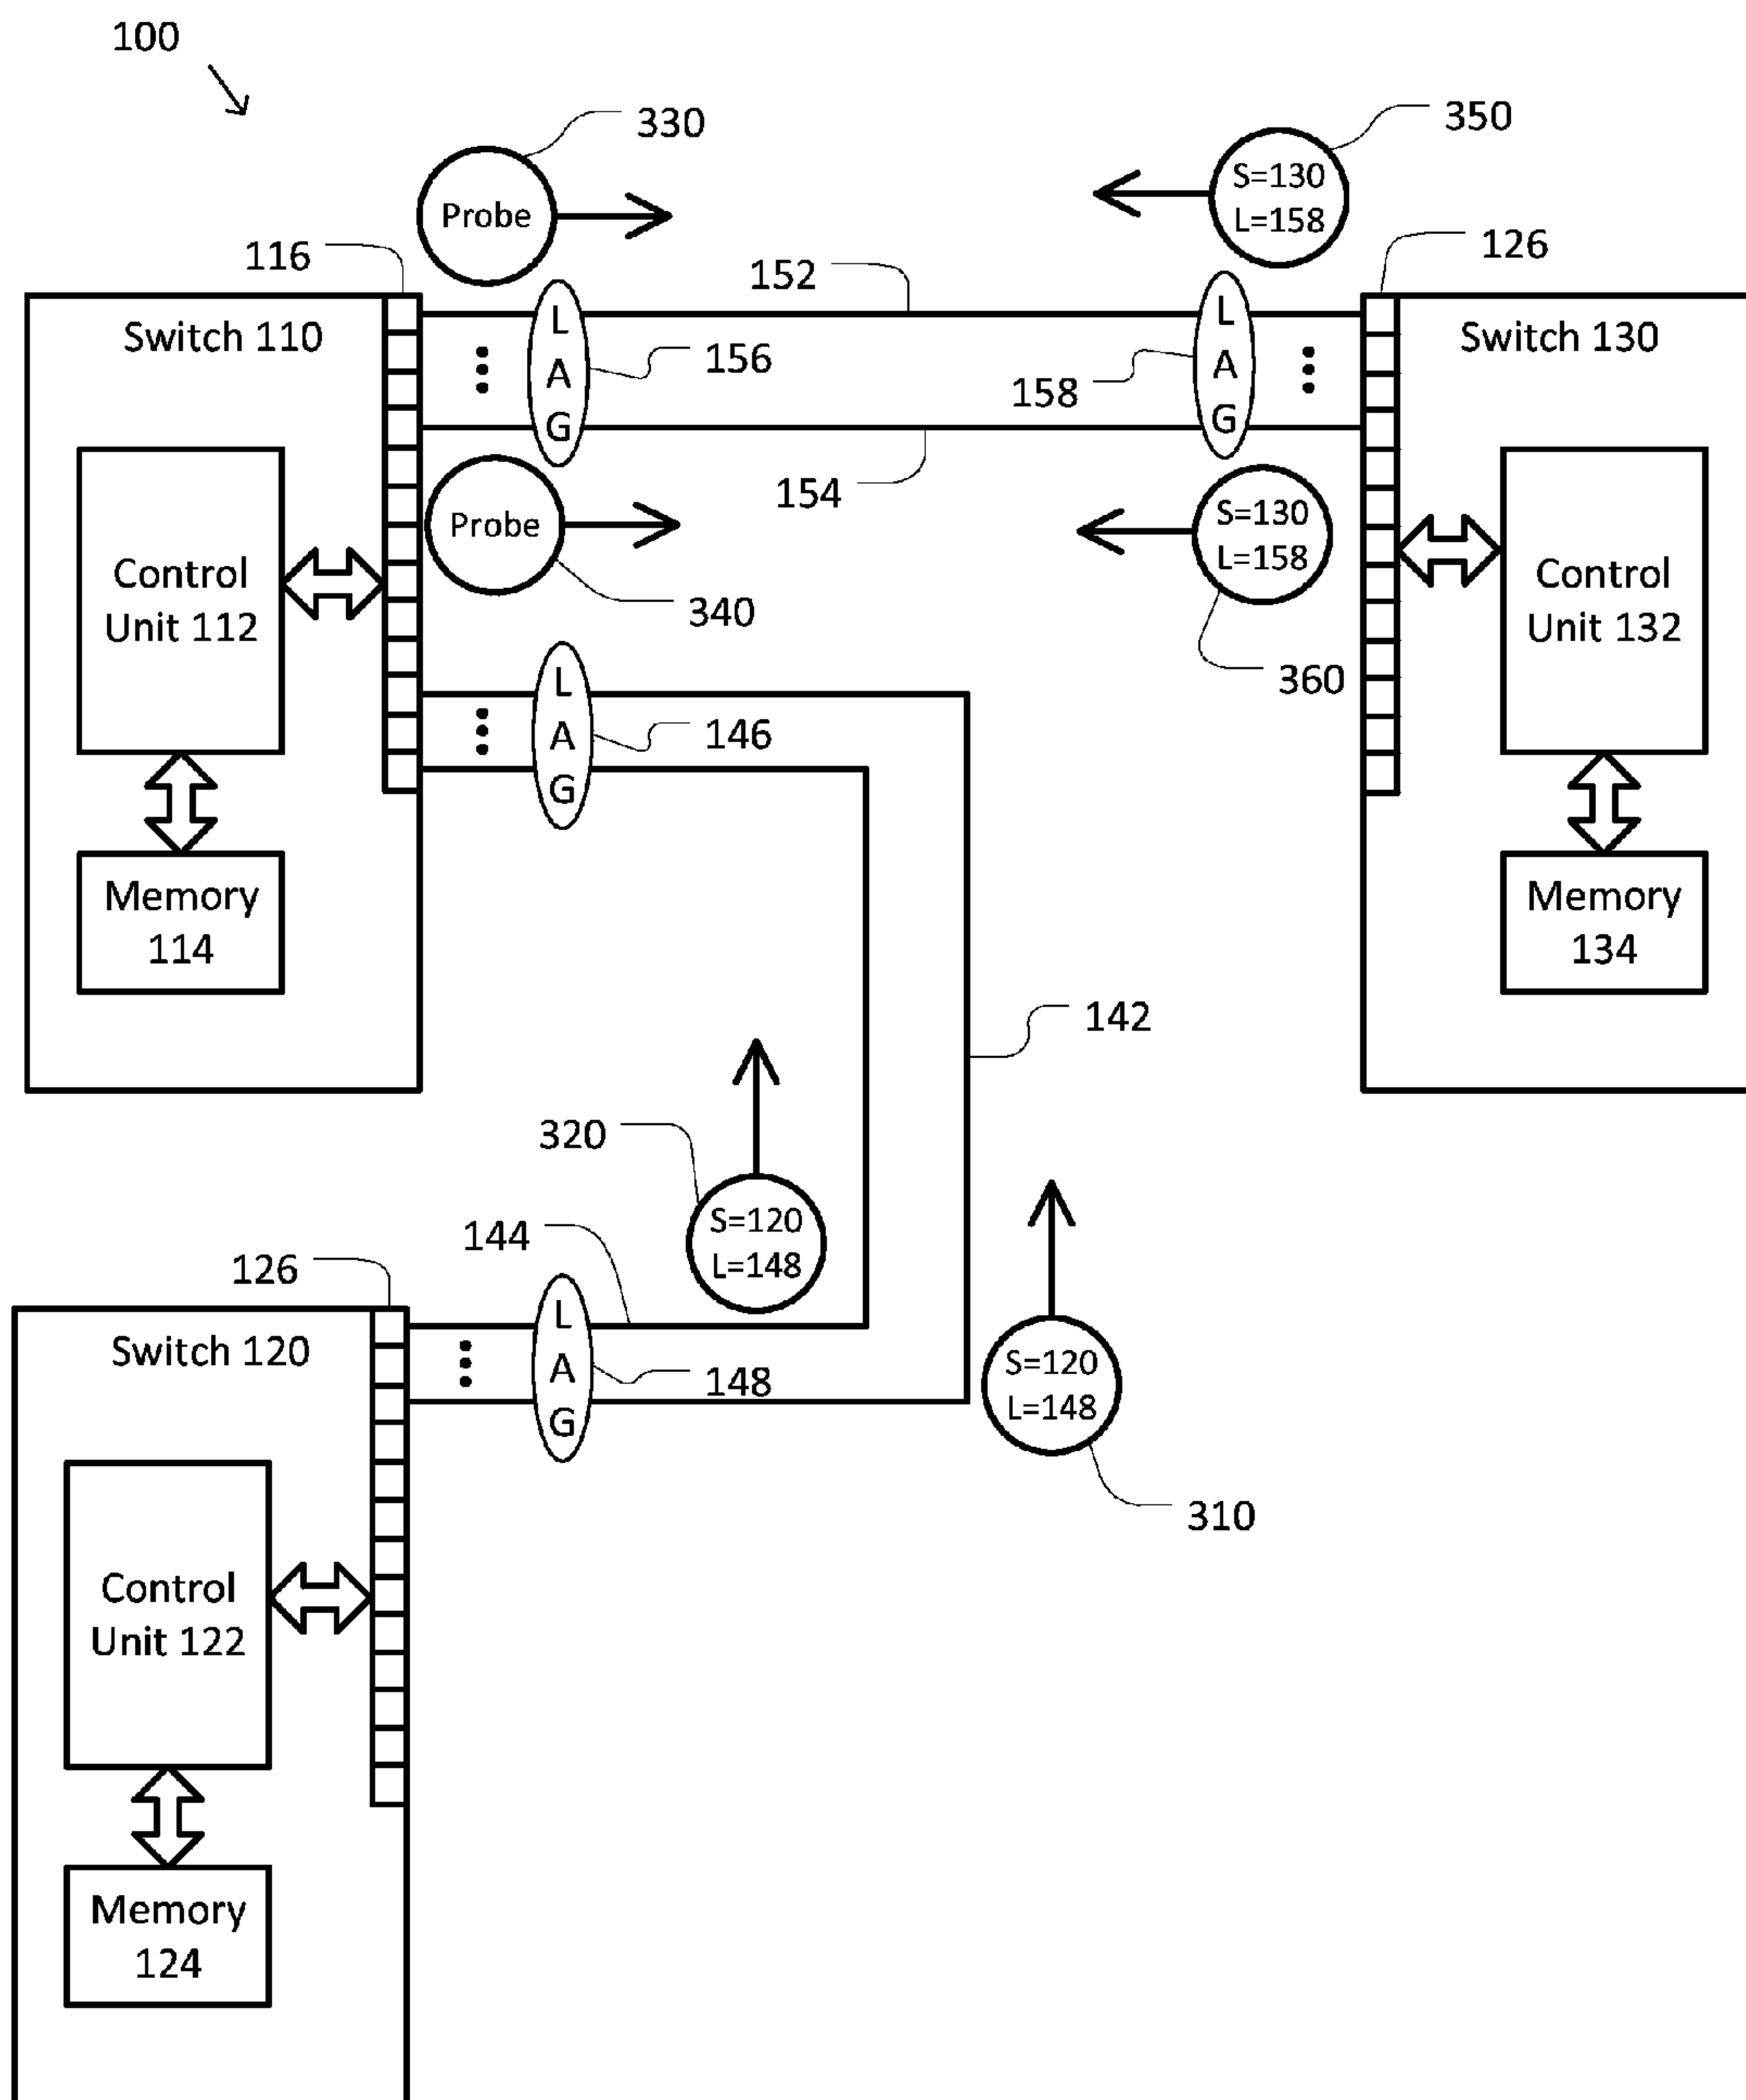 100
330
Probe
350
S=130
L=158
116
152
126
Switch 110
L
A
G
156
158
L
A
G
Switch 130
154
Probe
340
S=130
L=158
360
Control
Unit 112
Control
Unit 132
L
A
G
146
Memory
114
Memory
134
142
320
S=120
L=148
144
126
Switch 120
L
A
G
148
S=120
L=148
310
Control
Unit 122
Memory
124